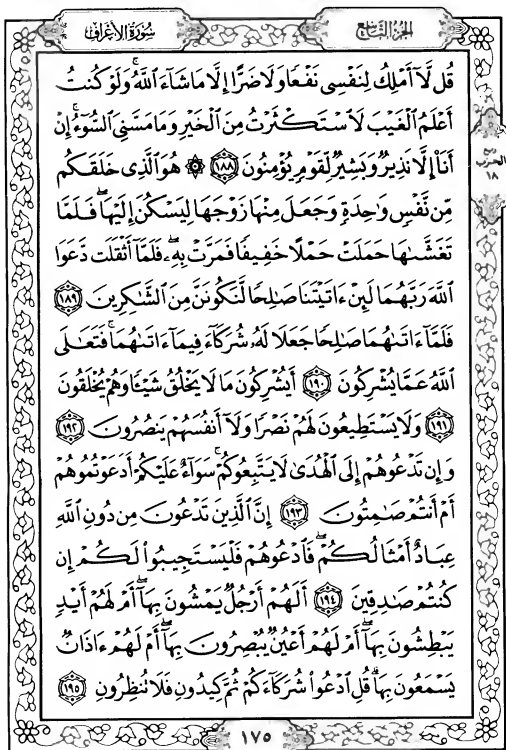 سُورَةُ الأَعْرَافِ
الجُزْءُ التَّاسِعُ
قُل لَّآ أَمْلِكُ لِنَفْسِى نَفْعًا وَلَا ضَرًّا إِلَّا مَا شَآءَ ٱللَّهُ ۚ وَلَوْ كُنتُ
أَعْلَمُ ٱلْغَيْبَ لَٱسْتَكْثَرْتُ مِنَ ٱلْخَيْرِ وَمَا مَسَّنِىَ ٱلسُّوٓءُ ۚ إِنْ
أَنَا۠ إِلَّا نَذِيرٌ وَبَشِيرٌ لِّقَوْمٍ يُؤْمِنُونَ ١٨٨ ۞ هُوَ ٱلَّذِى خَلَقَكُم
مِّن نَّفْسٍ وَٰحِدَةٍ وَجَعَلَ مِنْهَا زَوْجَهَا لِيَسْكُنَ إِلَيْهَا ۖ فَلَمَّا
تَغَشَّىٰهَا حَمَلَتْ حَمْلًا خَفِيفًا فَمَرَّتْ بِهِۦ ۖ فَلَمَّآ أَثْقَلَت دَّعَوَا
ٱللَّهَ رَبَّهُمَا لَئِنْ ءَاتَيْتَنَا صَٰلِحًا لَّنَكُونَنَّ مِنَ ٱلشَّٰكِرِينَ ١٨٩
فَلَمَّآ ءَاتَىٰهُمَا صَٰلِحًا جَعَلَا لَهُۥ شُرَكَآءَ فِيمَآ ءَاتَىٰهُمَا ۚ فَتَعَٰلَى
ٱللَّهُ عَمَّا يُشْرِكُونَ ١٩٠ أَيُشْرِكُونَ مَا لَا يَخْلُقُ شَيْـًٔا وَهُمْ يُخْلَقُونَ
١٩١ وَلَا يَسْتَطِيعُونَ لَهُمْ نَصْرًا وَلَآ أَنفُسَهُمْ يَنصُرُونَ ١٩٢
وَإِن تَدْعُوهُمْ إِلَى ٱلْهُدَىٰ لَا يَتَّبِعُوكُمْ ۚ سَوَآءٌ عَلَيْكُمْ أَدَعَوْتُمُوهُمْ
أَمْ أَنتُمْ صَٰمِتُونَ ١٩٣ إِنَّ ٱلَّذِينَ تَدْعُونَ مِن دُونِ ٱللَّهِ
عِبَادٌ أَمْثَالُكُمْ ۖ فَٱدْعُوهُمْ فَلْيَسْتَجِيبُوا۟ لَكُمْ إِن
كُنتُمْ صَٰدِقِينَ ١٩٤ أَلَهُمْ أَرْجُلٌ يَمْشُونَ بِهَآ ۖ أَمْ لَهُمْ أَيْدٍ
يَبْطِشُونَ بِهَآ ۖ أَمْ لَهُمْ أَعْيُنٌ يُبْصِرُونَ بِهَآ ۖ أَمْ لَهُمْ ءَاذَانٌ
يَسْمَعُونَ بِهَا ۗ قُلِ ٱدْعُوا۟ شُرَكَآءَكُمْ ثُمَّ كِيدُونِ فَلَا تُنظِرُونِ ١٩٥
ربع
الحزب
١٨
١٧٥